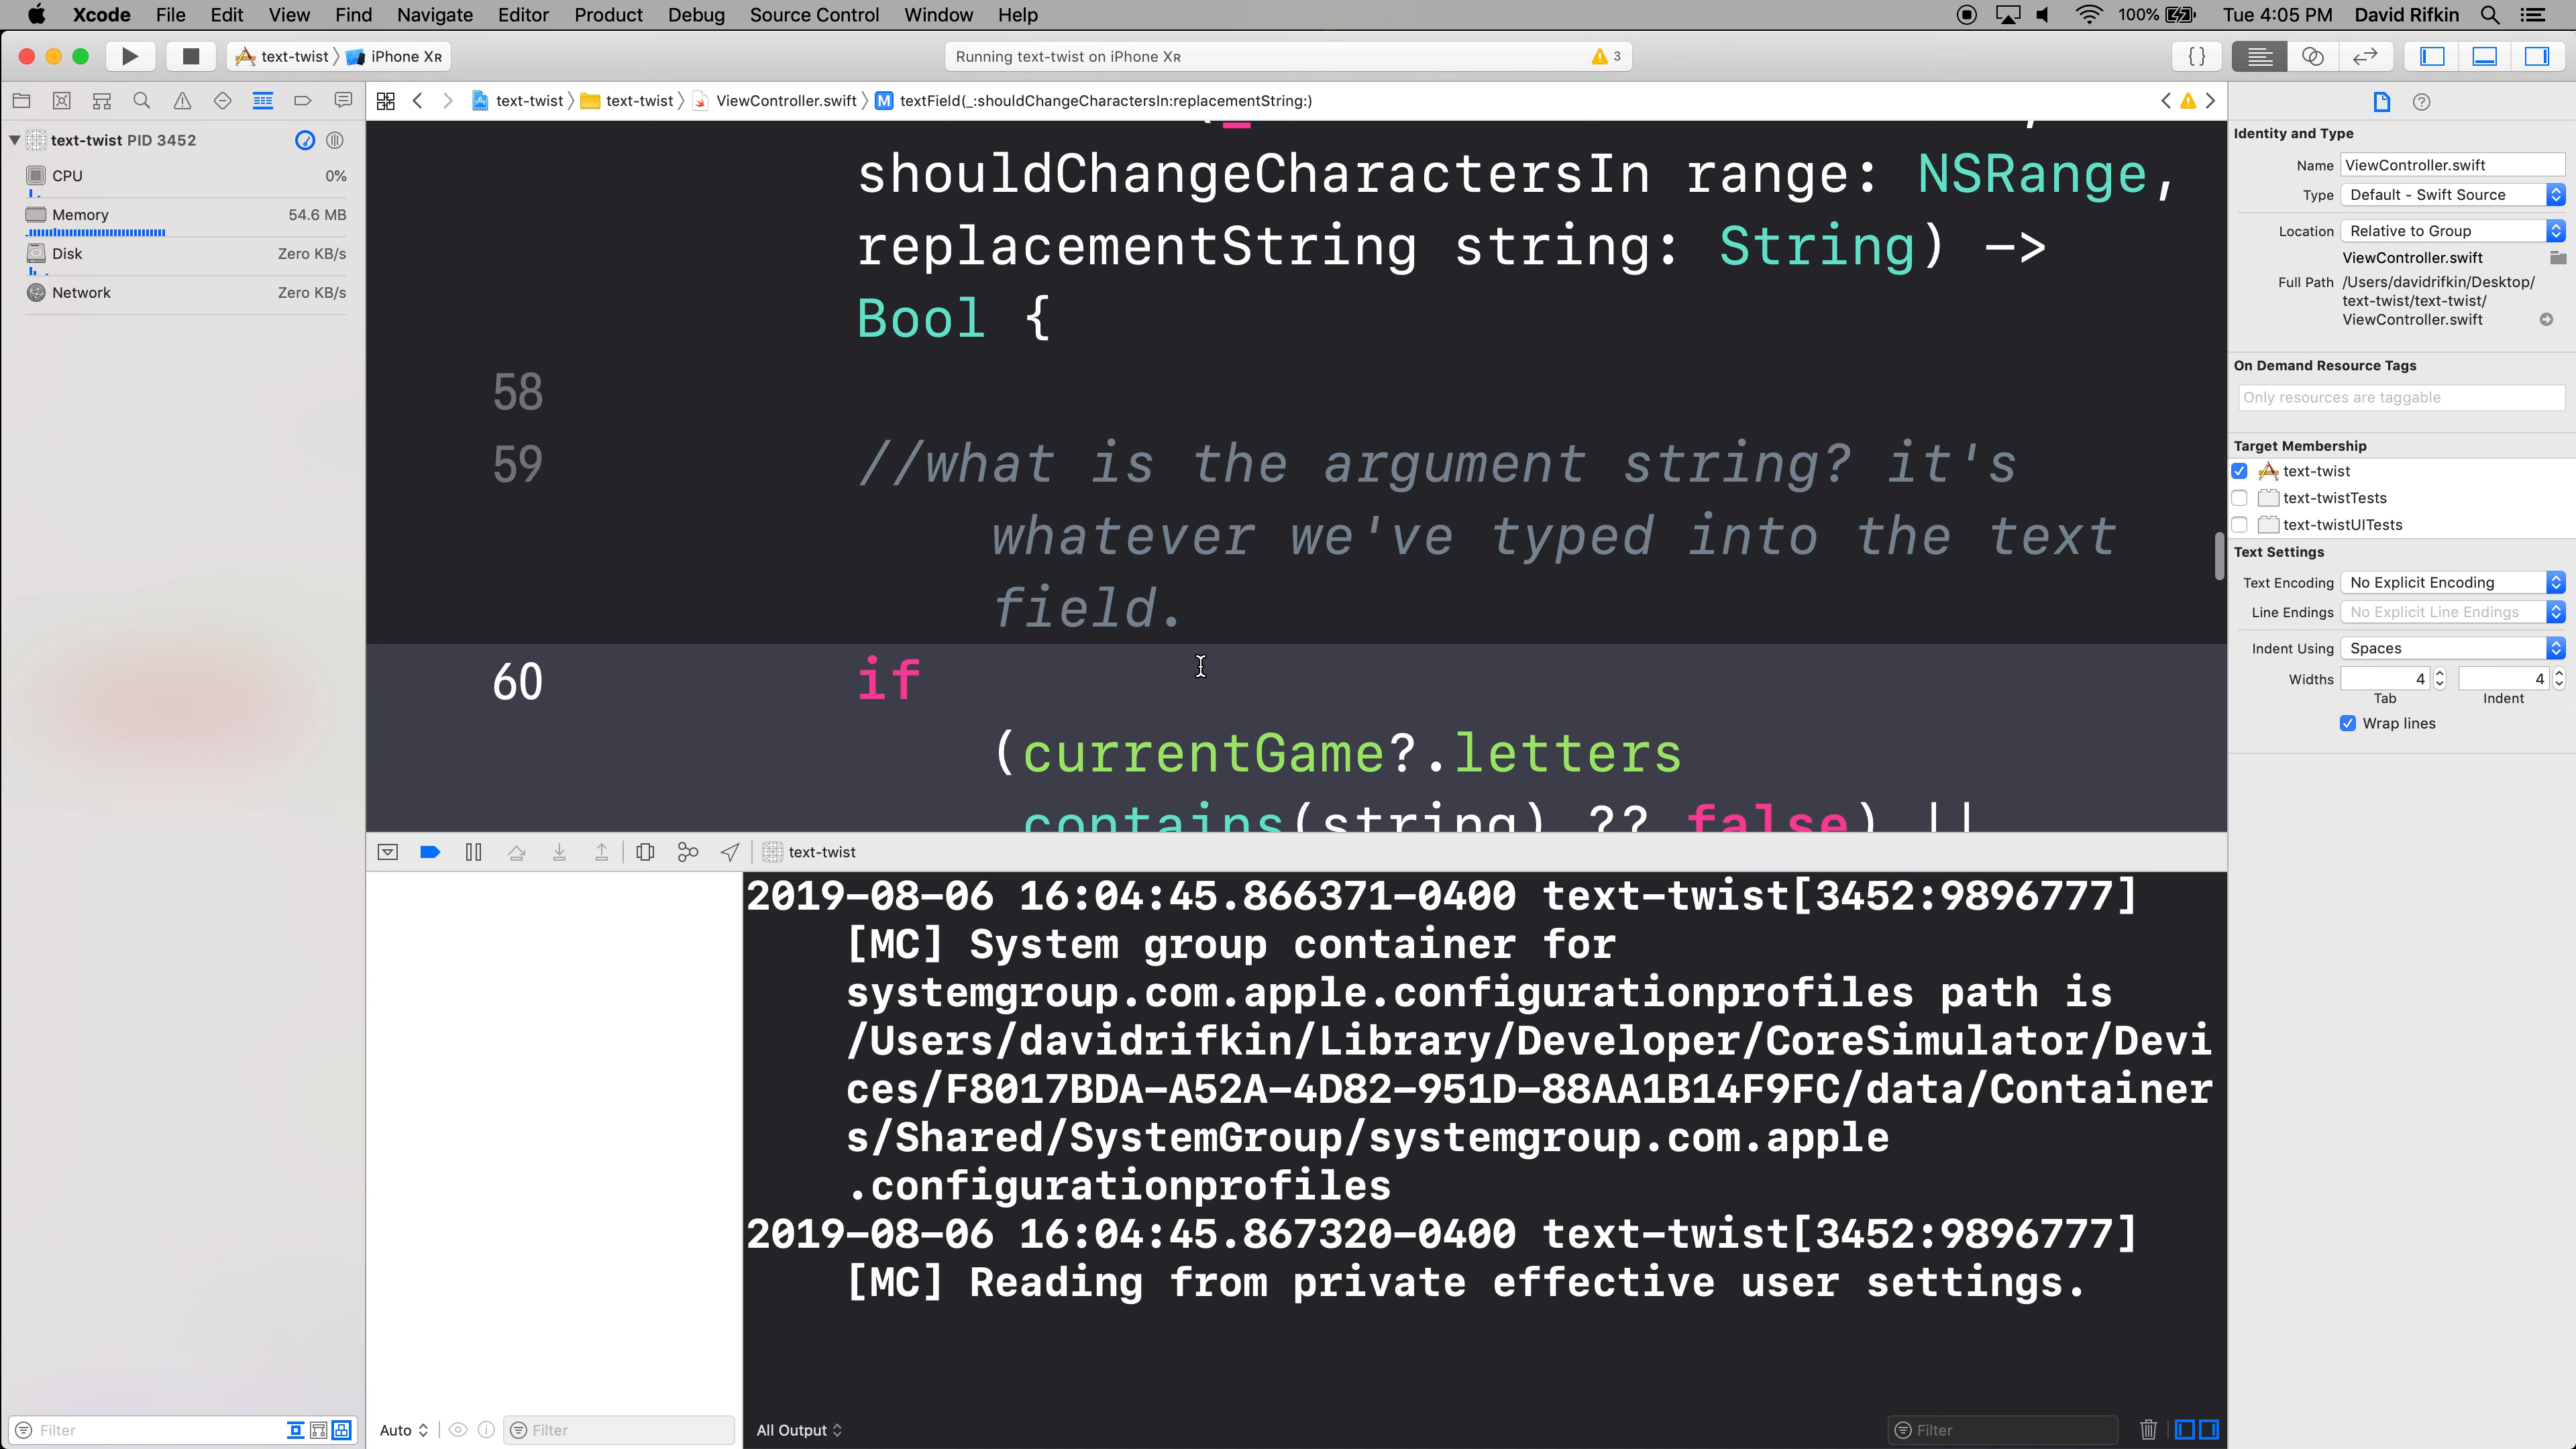 Xcode File Edit View Find Navigate Editor Product Debug Source Control Window Help 100% Tue 4:05 PM David Rifkin
text-twist iPhone XR Running text-twist on iPhone XR 3
text-twist text-twist ViewController.swift M textField(_:shouldChangeCharactersIn:replacementString:)
text-twist PID 3452
CPU 0%
Memory 54.6 MB
Disk Zero KB/s
Network Zero KB/s
Filter
shouldChangeCharactersIn range: NSRange,
replacementString string: String) ->
Bool {
58
59 //what is the argument string? it's
whatever we've typed into the text
field.
60 if
(currentGame?.letters
contains(string) ?? false) ||
text-twist
2019-08-06 16:04:45.866371-0400 text-twist[3452:9896777]
[MC] System group container for
systemgroup.com.apple.configurationprofiles path is
/Users/davidrifkin/Library/Developer/CoreSimulator/Devi
ces/F8017BDA-A52A-4D82-951D-88AA1B14F9FC/data/Container
s/Shared/SystemGroup/systemgroup.com.apple
.configurationprofiles
2019-08-06 16:04:45.867320-0400 text-twist[3452:9896777]
[MC] Reading from private effective user settings.
Auto Filter All Output Filter
Identity and Type
Name ViewController.swift
Type Default - Swift Source
Location Relative to Group
ViewController.swift
Full Path /Users/davidrifkin/Desktop/
text-twist/text-twist/
ViewController.swift
On Demand Resource Tags
Only resources are taggable
Target Membership
text-twist
text-twistTests
text-twistUITests
Text Settings
Text Encoding No Explicit Encoding
Line Endings No Explicit Line Endings
Indent Using Spaces
Widths 4 4
Tab Indent
Wrap lines